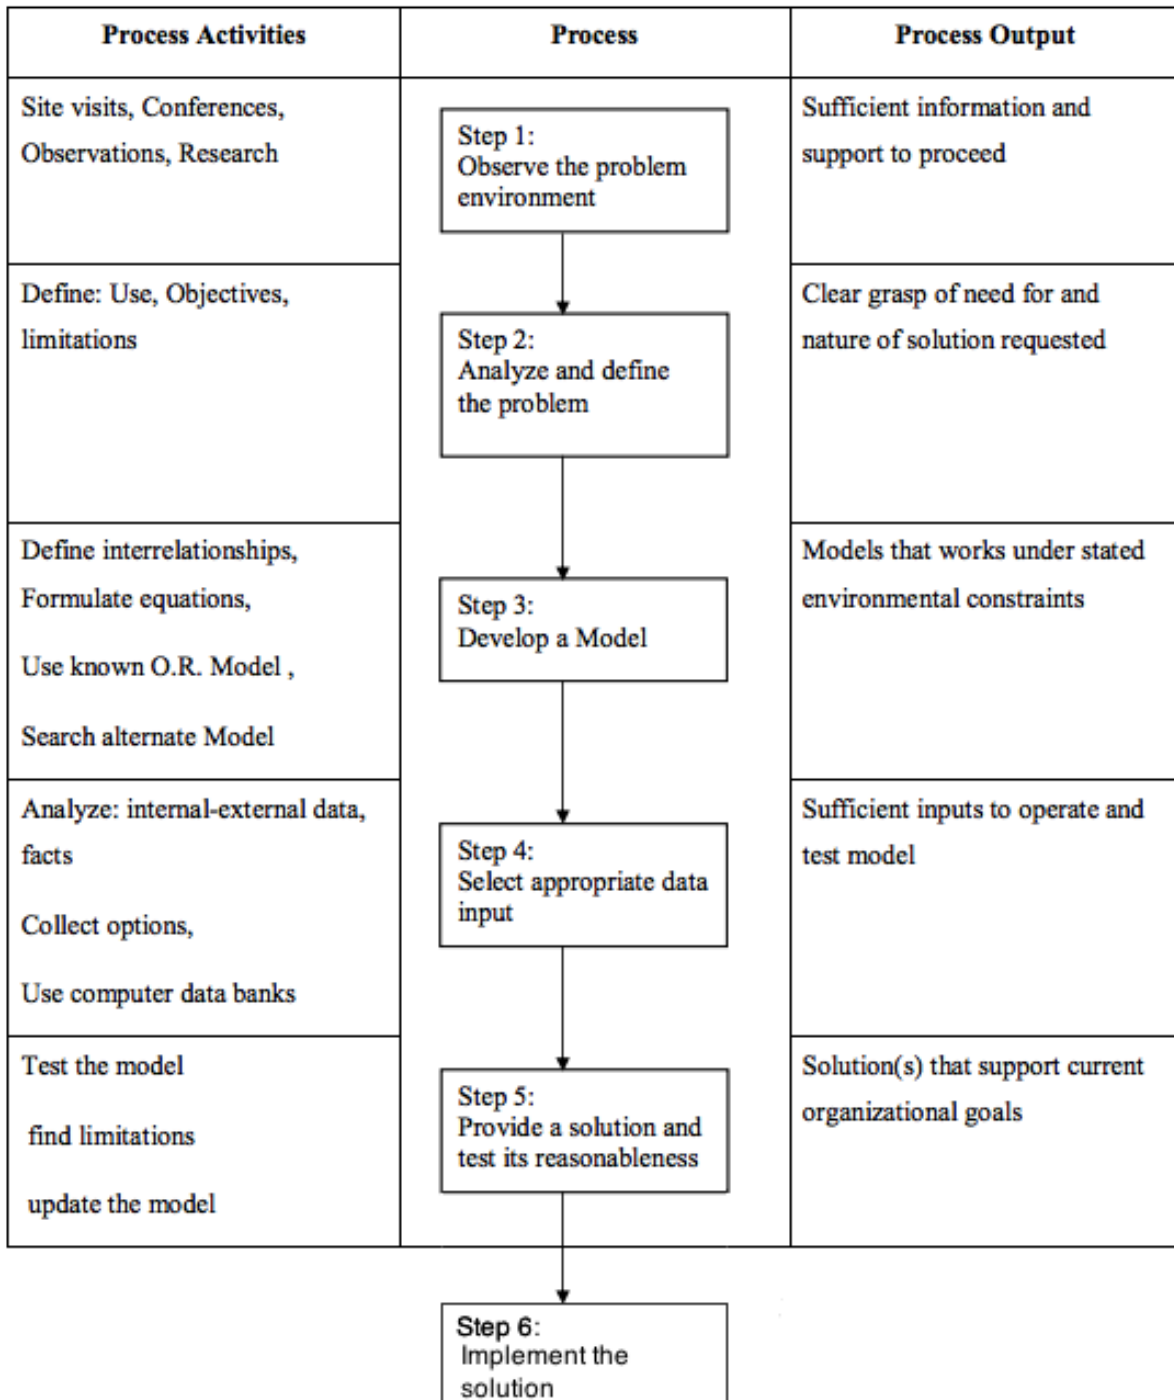 Process Activities
Process
Process Output
Site visits, Conferences,
Observations, Research
Step 1:
Observe the problem
environment
Sufficient information and
support to proceed
Define: Use, Objectives,
limitations
Step 2:
Analyze and define
the problem
Clear grasp of need for and
nature of solution requested
Define interrelationships,
Formulate equations,
Use known O.R. Model ,
Search alternate Model
Step 3:
Develop a Model
Models that works under stated
environmental constraints
Analyze: internal-external data,
facts
Collect options,
Use computer data banks
Step 4:
Select appropriate data
input
Sufficient inputs to operate and
test model
Test the model
find limitations
update the model
Step 5:
Provide a solution and
test its reasonableness
Solution(s) that support current
organizational goals
Step 6:
Implement the
solution